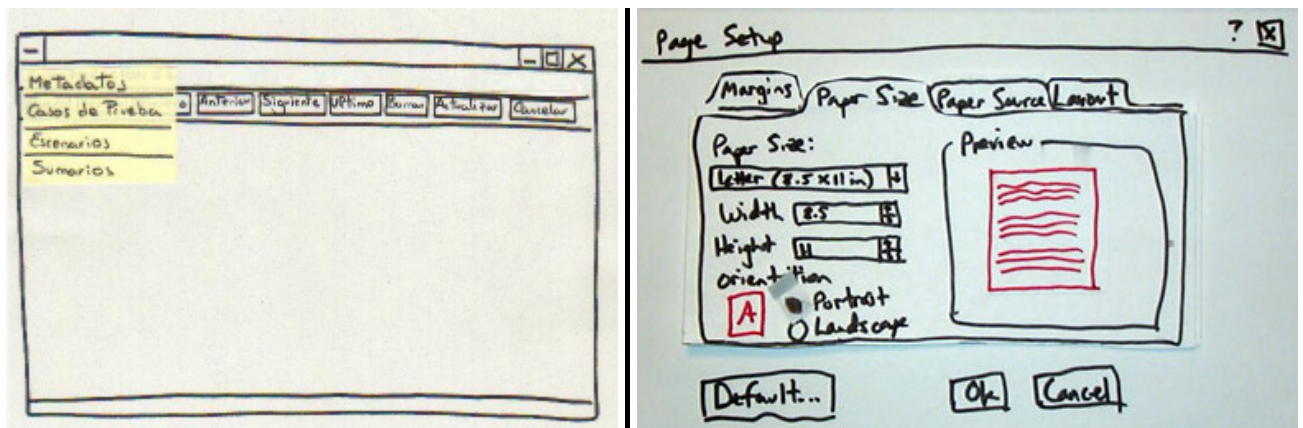 Metadatos
Casos de Prueba
Escenarios
Sumarios
o Anterior Siguiente Ultimo Borrar Actualizar Cancelar
Page Setup ? X
Margins Paper Size Paper Source Layout
Paper Size:
Letter (8.5 x 11 in)
Width 8.5
Height 11
orientition
A Portrait
Landscape
Preview
Default... Ok Cancel